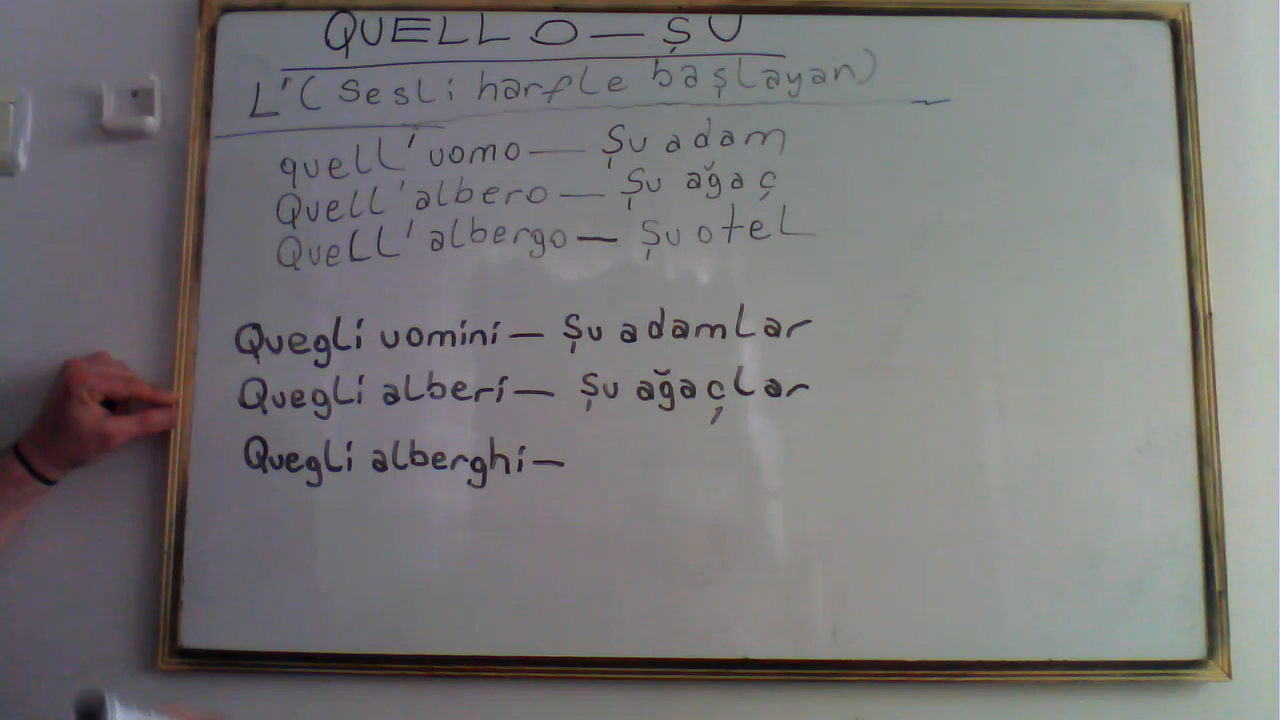 QUELLO — ŞU
L' (Sesli harfle başlayan)
quell'uomo — Şu adam
Quell'albero — Şu ağaç
Quell'albergo — Şu otel
Quegli uomini — Şu adamlar
Quegli alberi — Şu ağaçlar
Quegli alberghi —